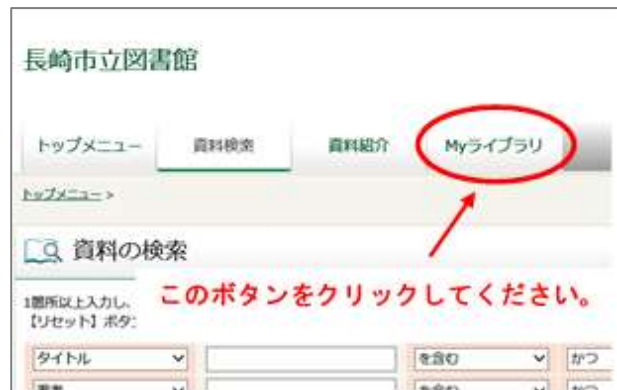 長崎市立図書館
トップメニュー 資料検索 資料紹介 Myライブラリ
トップメニュー >
資料の検索
1箇所以上入力し、
【リセット】ボタ
このボタンをクリックしてください。
タイトル を含む かつ
著者 を含む かつ